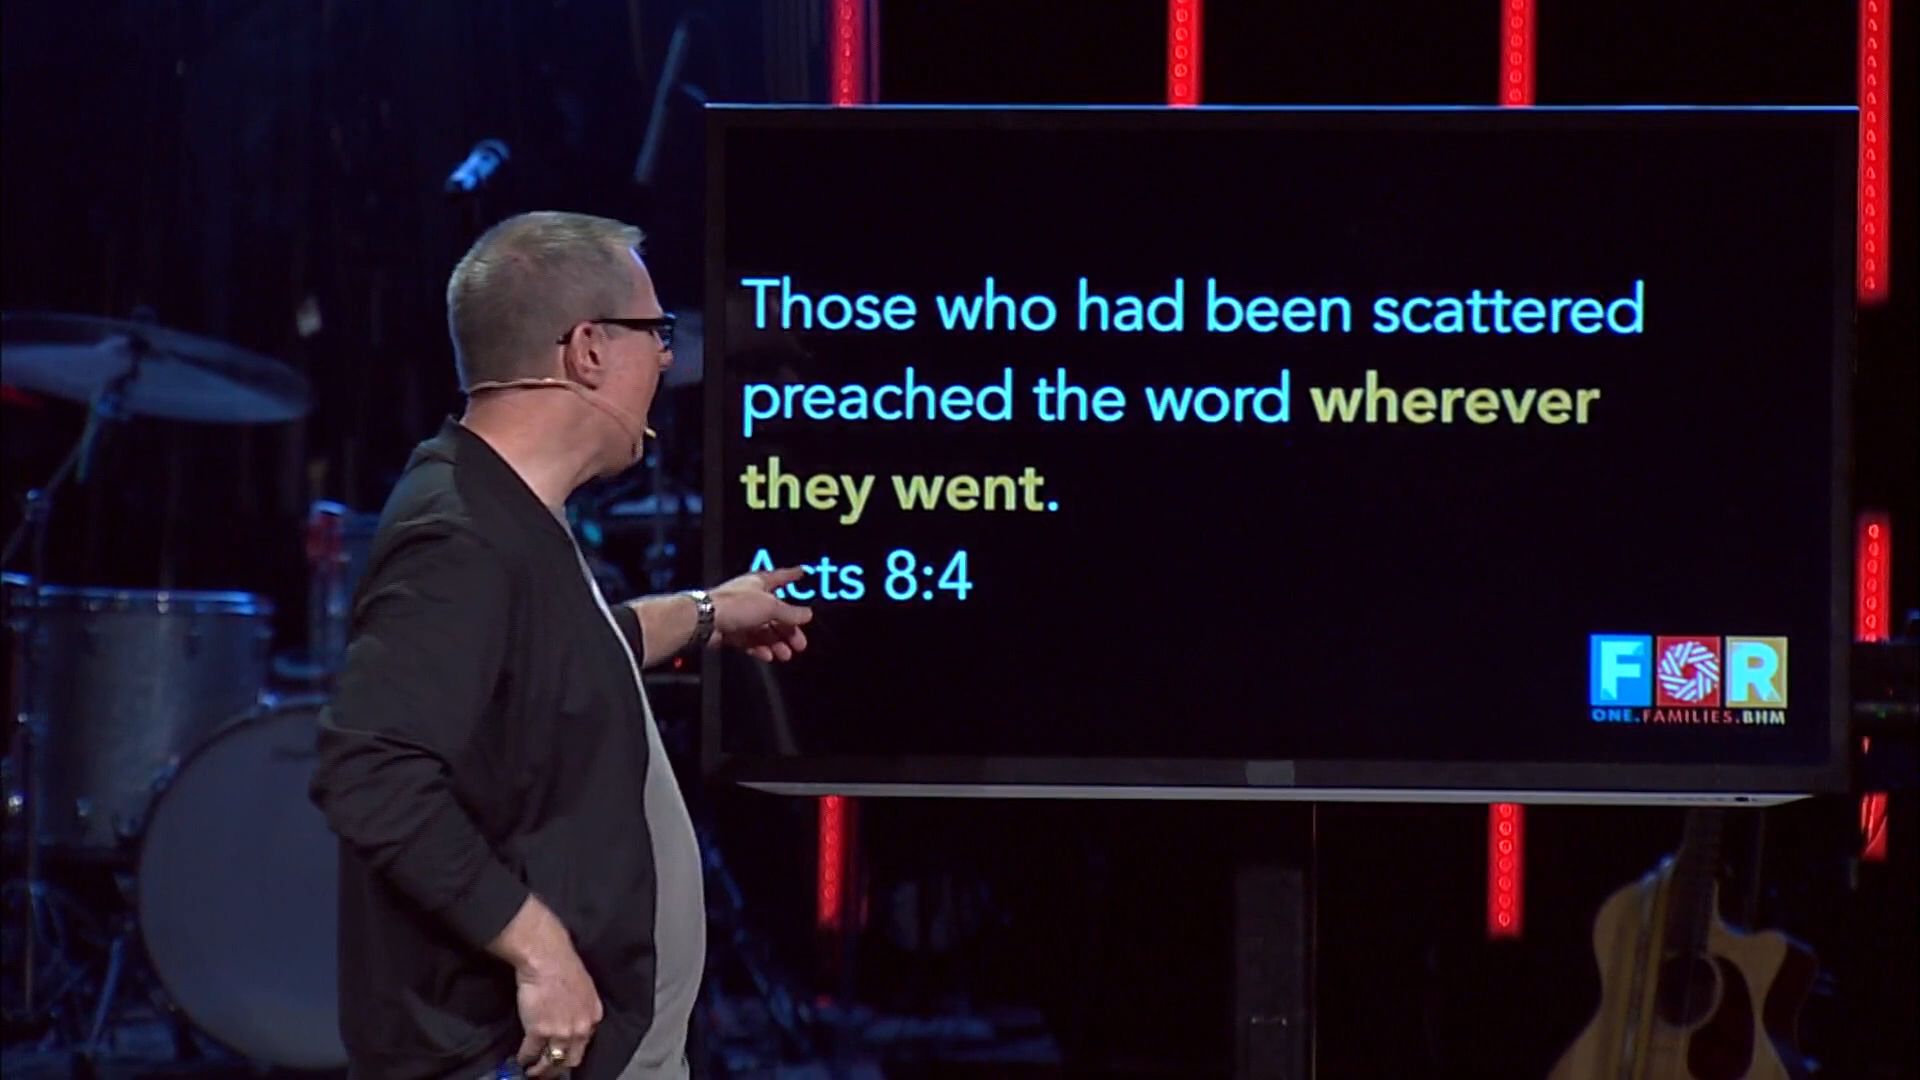 Those who had been scattered
preached the word wherever
they went.
Acts 8:4
FOR
ONE.FAMILIES.BHM